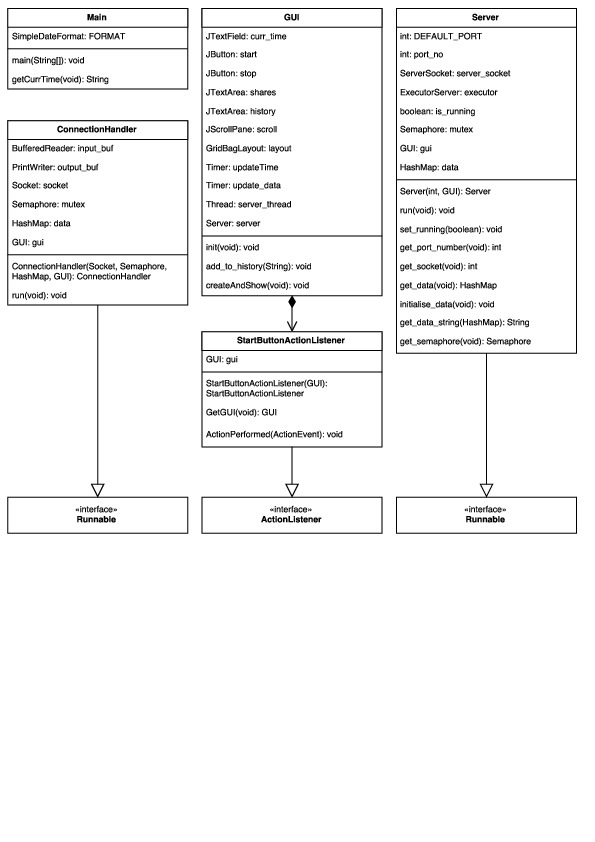 Main
SimpleDateFormat: FORMAT
main(String[]): void
getCurrTime(void): String
ConnectionHandler
BufferedReader: input_buf
PrintWriter: output_buf
Socket: socket
Semaphore: mutex
HashMap: data
GUI: gui
ConnectionHandler(Socket, Semaphore,
HashMap, GUI): ConnectionHandler
run(void): void
«interface»
Runnable
GUI
JTextField: curr_time
JButton: start
JButton: stop
JTextArea: shares
JTextArea: history
JScrollPane: scroll
GridBagLayout: layout
Timer: updateTime
Timer: update_data
Thread: server_thread
Server: server
init(void): void
add_to_history(String): void
createAndShow(void): void
StartButtonActionListener
GUI: gui
StartButtonActionListener(GUI):
StartButtonActionListener
GetGUI(void): GUI
ActionPerformed(ActionEvent): void
«interface»
ActionListener
Server
int: DEFAULT_PORT
int: port_no
ServerSocket: server_socket
ExecutorServer: executor
boolean: is_running
Semaphore: mutex
GUI: gui
HashMap: data
Server(int, GUI): Server
run(void): void
set_running(boolean): void
get_port_number(void): int
get_socket(void): int
get_data(void): HashMap
initialise_data(void): void
get_data_string(HashMap): String
get_semaphore(void): Semaphore
«interface»
Runnable